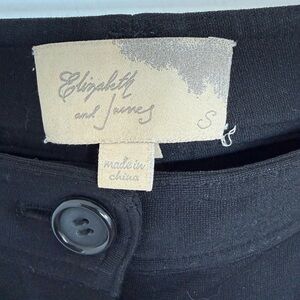 Elizabeth
and James
S
made in
china